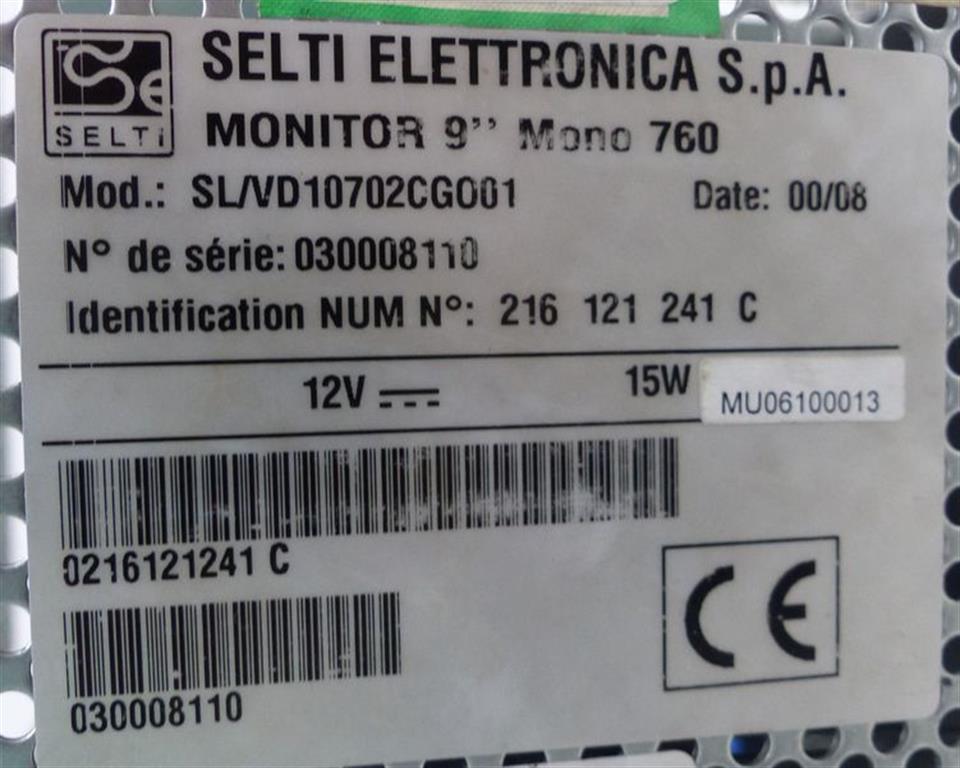 SELTI
SELTI ELETTRONICA S.p.A.
MONITOR 9'' Mono 760
Mod.: SL/VD10702CGO01 Date: 00/08
N° de série: 030008110
Identification NUM N°: 216 121 241 C
12V 15W
MU06100013
0216121241 C
030008110
CE